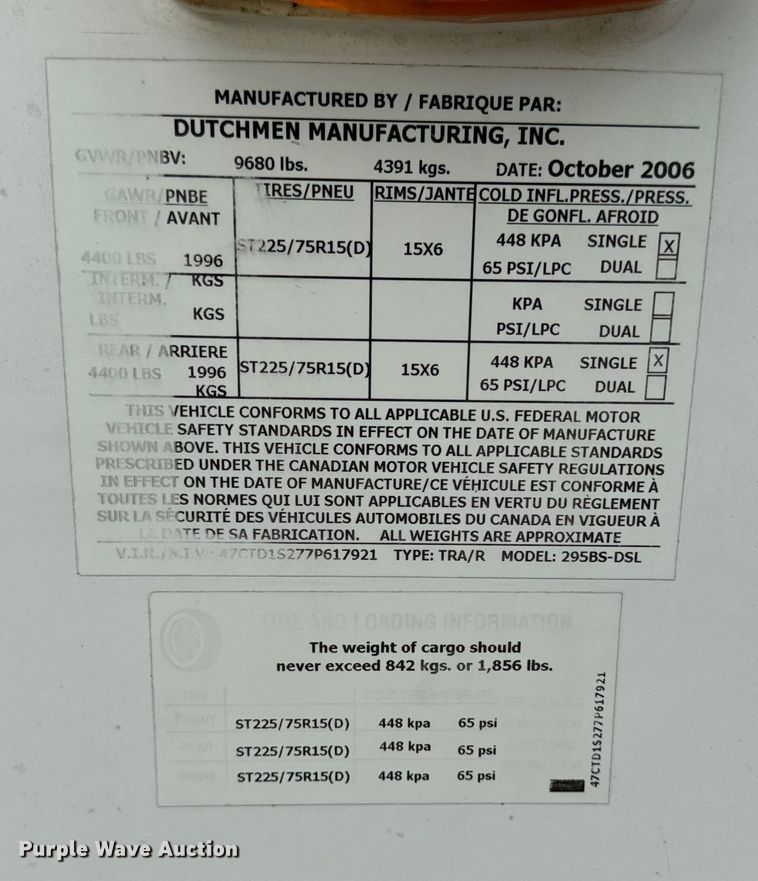 MANUFACTURED BY / FABRIQUE PAR:
DUTCHMEN MANUFACTURING, INC.
GVWR/PNBV: 9680 lbs. 4391 kgs. DATE: October 2006
GAWR/PNBE TIRES/PNEU RIMS/JANTE COLD INFL.PRESS./PRESS.
FRONT / AVANT DE GONFL. AFROID
4400 LBS 1996 KGS ST225/75R15(D) 15X6 448 KPA SINGLE X
65 PSI/LPC DUAL
INTERM. /
INTERM. KPA SINGLE
LBS KGS PSI/LPC DUAL
REAR / ARRIERE 448 KPA SINGLE X
4400 LBS 1996 KGS ST225/75R15(D) 15X6 65 PSI/LPC DUAL
THIS VEHICLE CONFORMS TO ALL APPLICABLE U.S. FEDERAL MOTOR
VEHICLE SAFETY STANDARDS IN EFFECT ON THE DATE OF MANUFACTURE
SHOWN ABOVE. THIS VEHICLE CONFORMS TO ALL APPLICABLE STANDARDS
PRESCRIBED UNDER THE CANADIAN MOTOR VEHICLE SAFETY REGULATIONS
IN EFFECT ON THE DATE OF MANUFACTURE/CE VÉHICULE EST CONFORME À
TOUTES LES NORMES QUI LUI SONT APPLICABLES EN VERTU DU RÈGLEMENT
SUR LA SÉCURITÉ DES VÉHICULES AUTOMOBILES DU CANADA EN VIGUEUR À
LA DATE DE SA FABRICATION. ALL WEIGHTS ARE APPROXIMATE
V.I.N./N.I.V.: 47CTD1S277P617921 TYPE: TRA/R MODEL: 295BS-DSL
TIRE AND LOADING INFORMATION
The weight of cargo should
never exceed 842 kgs. or 1,856 lbs.
TIRE COLD TIRE PRESSURE SEE OWNER'S
FRONT ST225/75R15(D) 448 kpa 65 psi MANUAL FOR
REAR ST225/75R15(D) 448 kpa 65 psi ADDITIONAL
SPARE ST225/75R15(D) 448 kpa 65 psi INFORMATION
47CTD1S277P617921
Purple Wave Auction